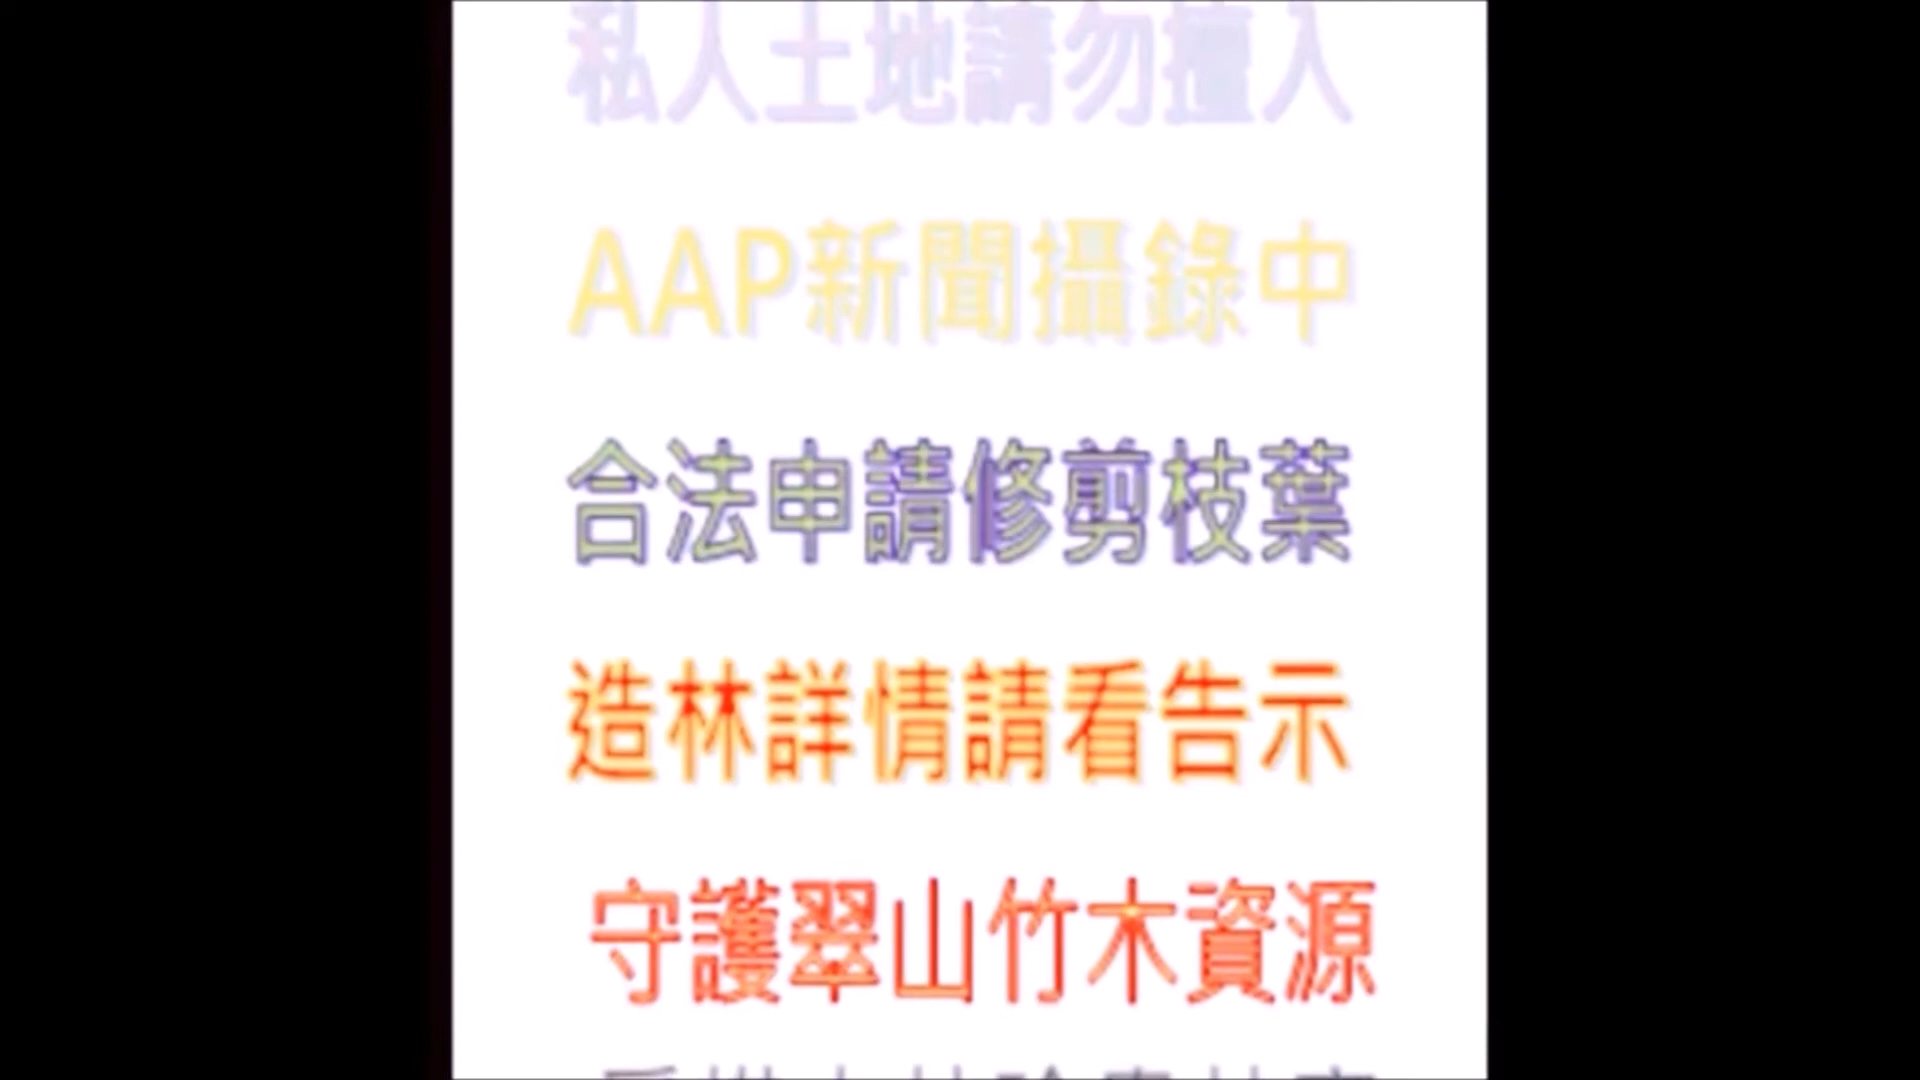 私人土地請勿擅入
AAP新聞攝錄中
合法申請修剪枝葉
造林詳情請看告示
守護翠山竹木資源